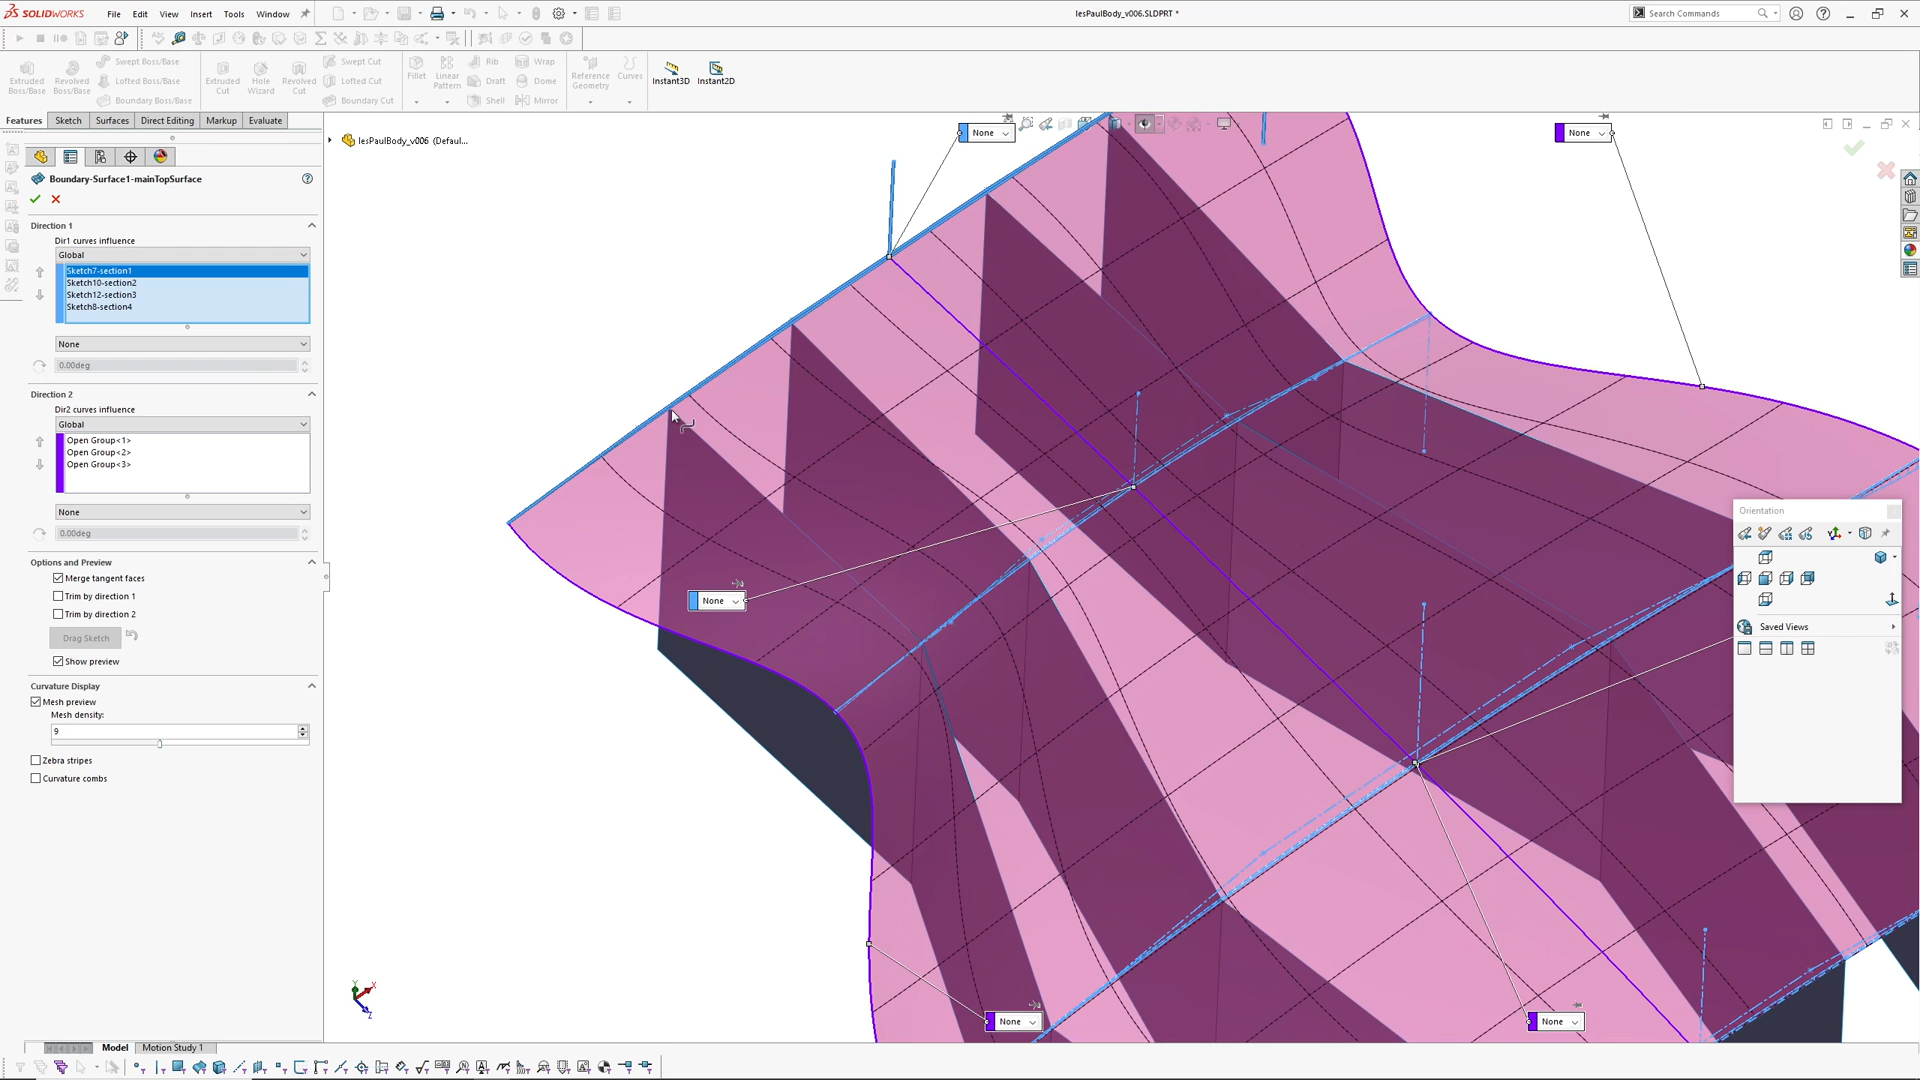 SOLIDWORKS File Edit View Insert Tools Window
lesPaulBody_v006.SLDPRT *
Search Commands
Extruded Boss/Base
Revolved Boss/Base
Swept Boss/Base
Lofted Boss/Base
Boundary Boss/Base
Extruded Cut
Hole Wizard
Revolved Cut
Swept Cut
Lofted Cut
Boundary Cut
Fillet
Linear Pattern
Rib
Draft
Shell
Wrap
Dome
Mirror
Reference Geometry
Curves
Instant3D
Instant2D
Features Sketch Surfaces Direct Editing Markup Evaluate
lesPaulBody_v006 (Defaul...
Boundary-Surface1-mainTopSurface
Direction 1
Dir1 curves influence
Global
Sketch7-section1
Sketch10-section2
Sketch12-section3
Sketch8-section4
None
0.00deg
Direction 2
Dir2 curves influence
Global
Open Group<1>
Open Group<2>
Open Group<3>
None
0.00deg
Options and Preview
Merge tangent faces
Trim by direction 1
Trim by direction 2
Drag Sketch
Show preview
Curvature Display
Mesh preview
Mesh density:
9
Zebra stripes
Curvature combs
None
None
None
None
None
Orientation
Saved Views
Y
X
Z
Model Motion Study 1